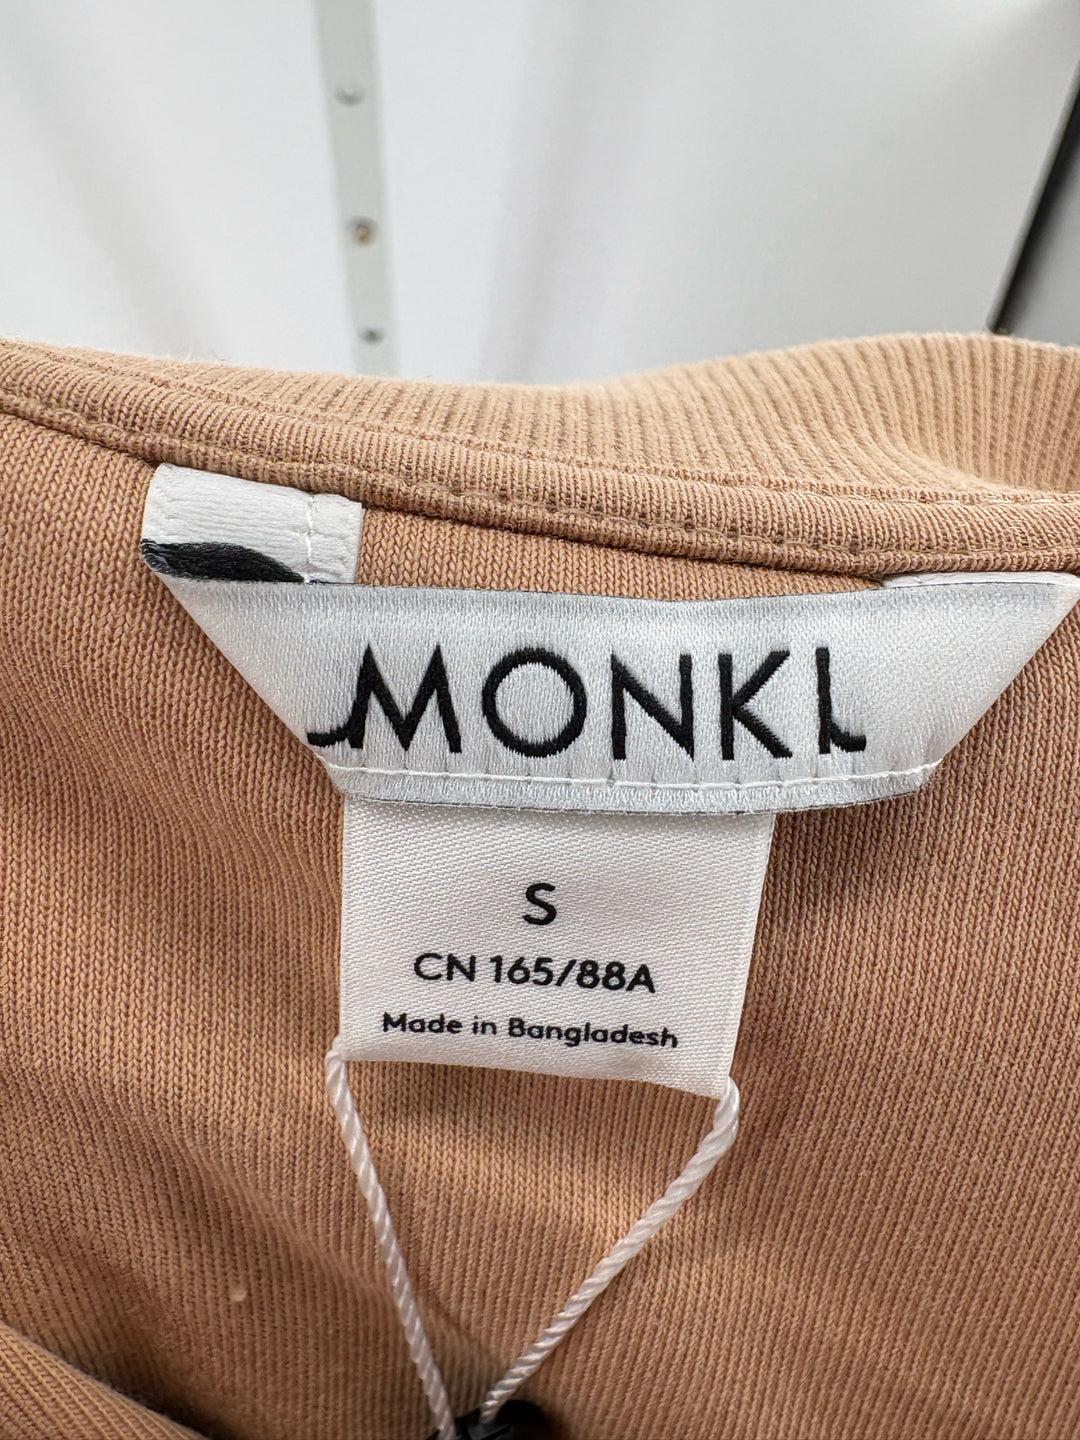 MONKI
S
CN 165/88A
Made in Bangladesh